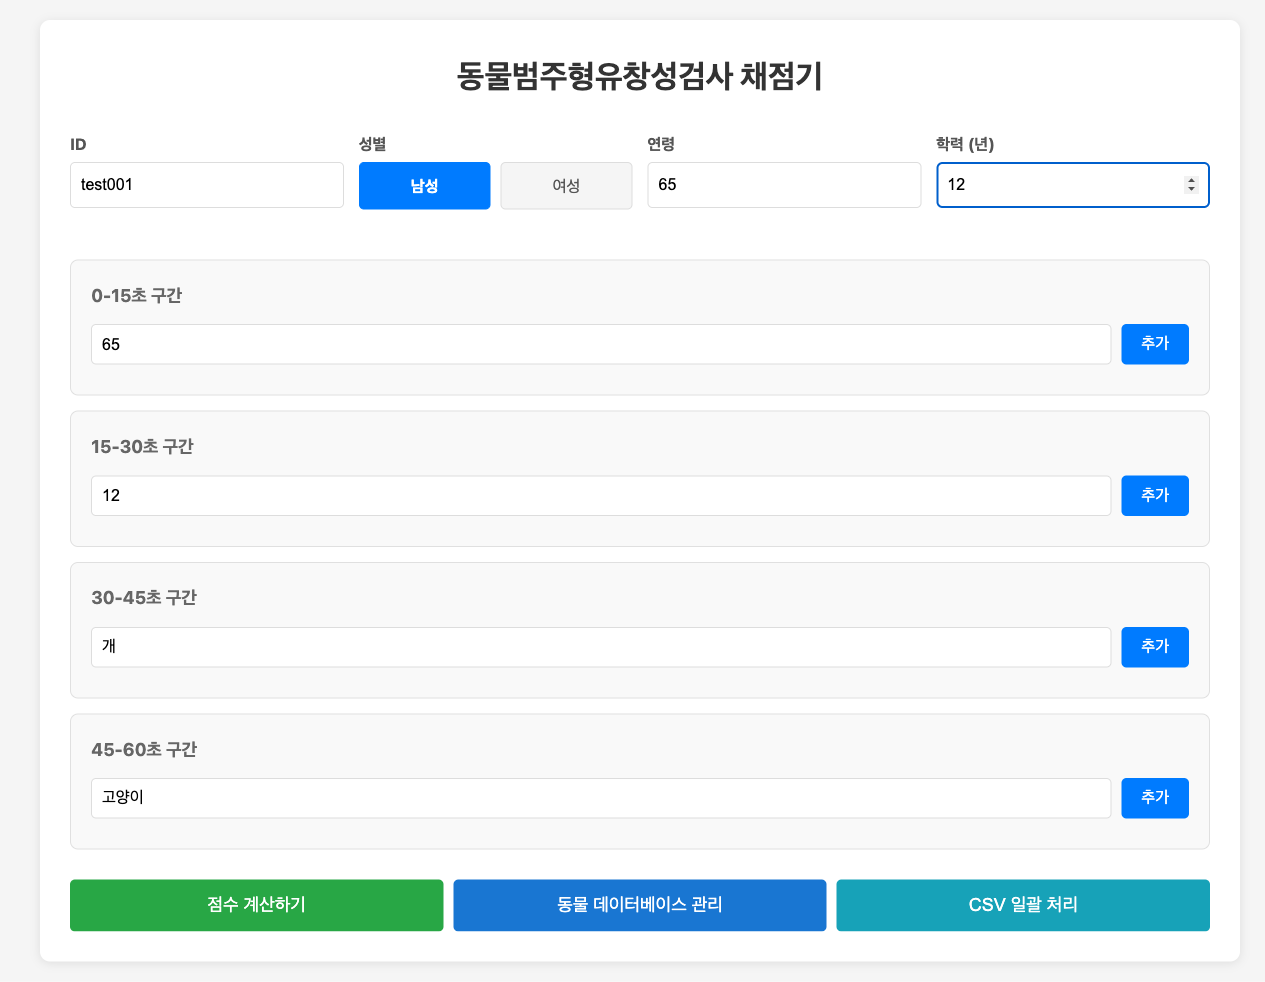 동물범주형유창성검사 채점기
ID
성별
연령
학력 (년)
test001
남성
여성
65
12
0-15초 구간
65
추가
15-30초 구간
12
추가
30-45초 구간
개
추가
45-60초 구간
고양이
추가
점수 계산하기
동물 데이터베이스 관리
CSV 일괄 처리